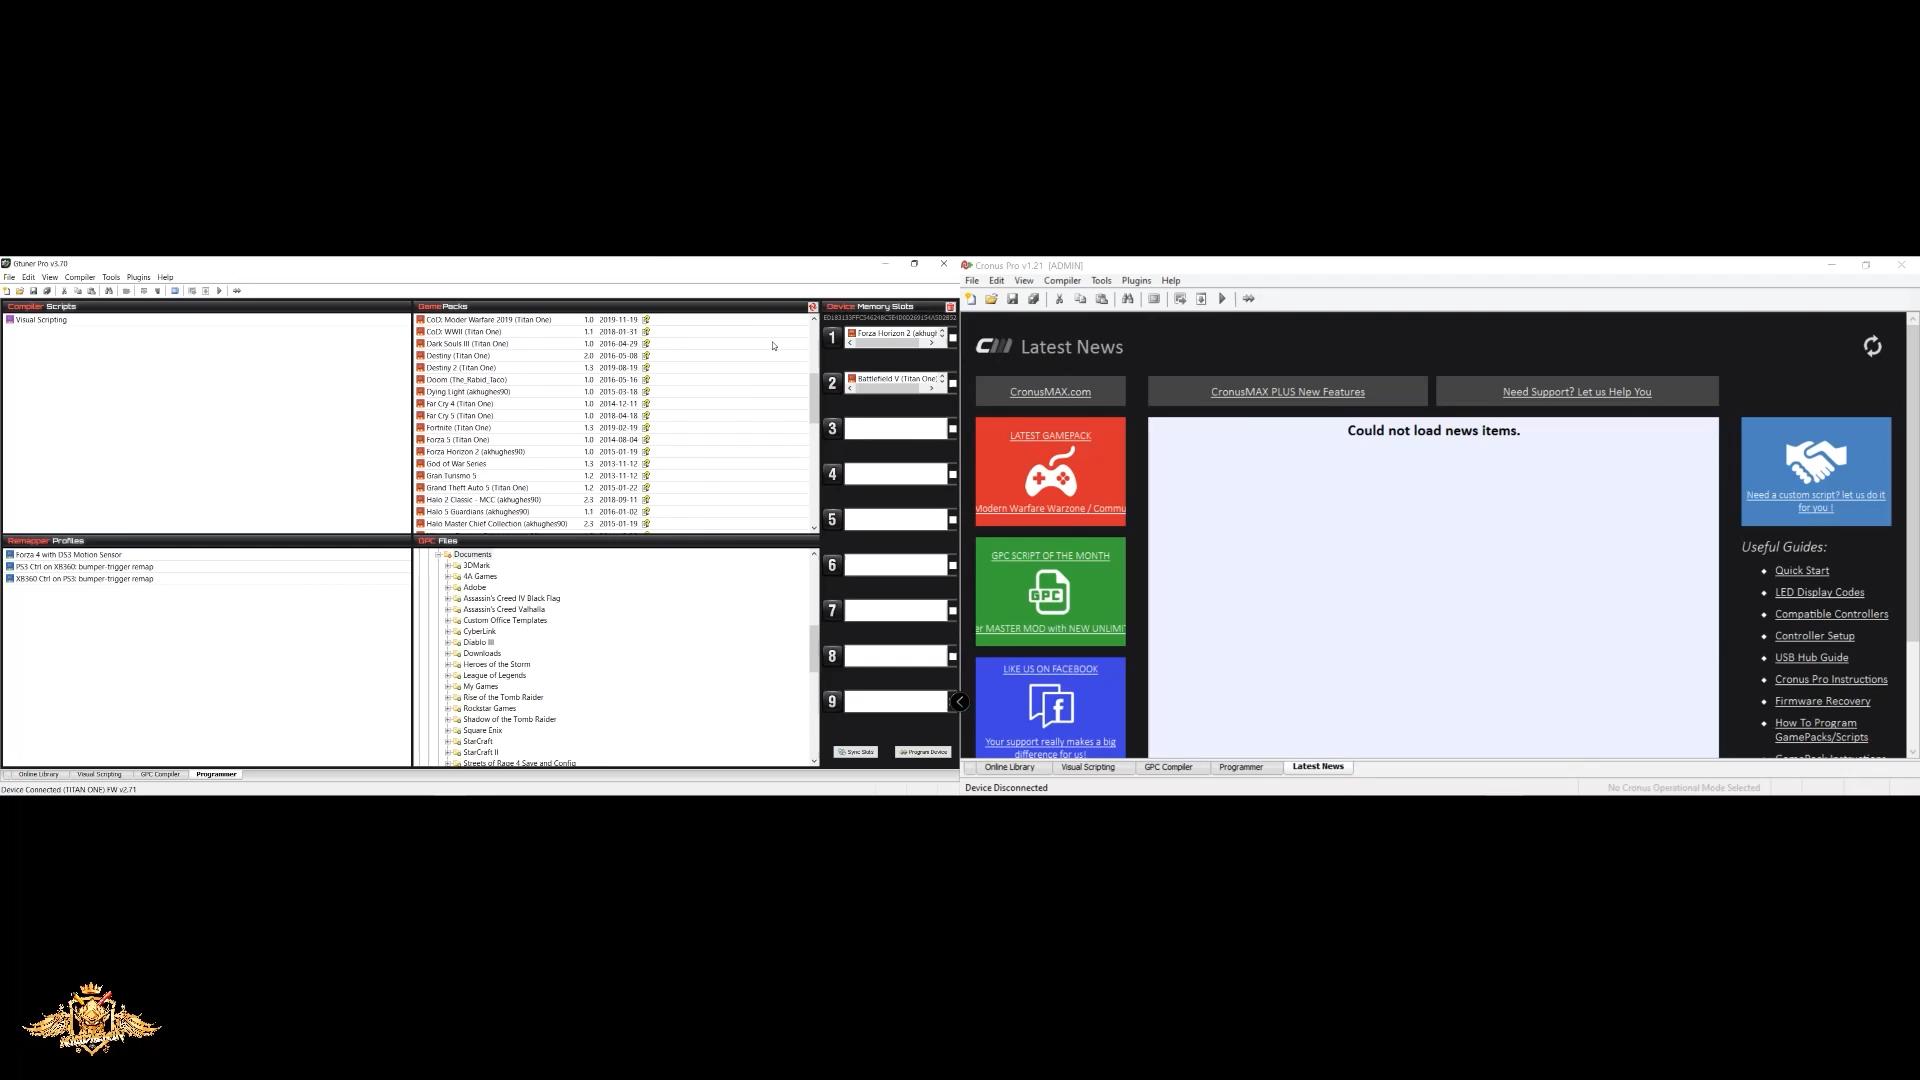 Gtuner Pro v3.70
File Edit View Compiler Tools Plugins Help
Compiler Scripts
Visual Scripting
GamePacks
CoD: Moder Warfare 2019 (Titan One) 1.0 2019-11-19
CoD: WWII (Titan One) 1.1 2018-01-31
Dark Souls III (Titan One) 1.0 2016-04-29
Destiny (Titan One) 2.0 2016-05-08
Destiny 2 (Titan One) 1.3 2019-08-19
Doom (The_Rabid_Taco) 1.0 2016-05-16
Dying Light (akhughes90) 1.0 2015-03-18
Far Cry 4 (Titan One) 1.0 2014-12-11
Far Cry 5 (Titan One) 1.0 2018-04-18
Fortnite (Titan One) 1.3 2019-02-19
Forza 5 (Titan One) 1.0 2014-08-04
Forza Horizon 2 (akhughes90) 1.0 2015-01-19
God of War Series 1.3 2013-11-12
Gran Turismo 5 1.2 2013-11-12
Grand Theft Auto 5 (Titan One) 1.2 2015-01-22
Halo 2 Classic - MCC (akhughes90) 2.3 2018-09-11
Halo 5 Guardians (akhughes90) 1.1 2016-01-02
Halo Master Chief Collection (akhughes90) 2.3 2015-01-19
Device Memory Slots
1 Forza Horizon 2 (akhugh
2 Battlefield V (Titan One)
3
4
5
6
7
8
9
Sync Slots Program Device
Remapper Profiles
Forza 4 with DS3 Motion Sensor
PS3 Ctrl on XB360: bumper-trigger remap
XB360 Ctrl on PS3: bumper-trigger remap
GPC Files
Documents
3DMark
4A Games
Adobe
Assassin's Creed IV Black Flag
Assassin's Creed Valhalla
Custom Office Templates
CyberLink
Diablo III
Downloads
Heroes of the Storm
League of Legends
My Games
Rise of the Tomb Raider
Rockstar Games
Shadow of the Tomb Raider
Square Enix
StarCraft
StarCraft II
Streets of Rage 4 Save and Config
Online Library Visual Scripting GPC Compiler Programmer
Device Connected (TITAN ONE) FW v2.71
Cronus Pro v1.21 [ADMIN]
File Edit View Compiler Tools Plugins Help
CM Latest News
CronusMAX.com
CronusMAX PLUS New Features
Need Support? Let us Help You
LATEST GAMEPACK
Modern Warfare Warzone / Commu
GPC SCRIPT OF THE MONTH
GPC
er MASTER MOD with NEW UNLIMI
LIKE US ON FACEBOOK
Your support really makes a big
difference for us!
Could not load news items.
Need a custom script? let us do it
for you !
Useful Guides:
Quick Start
LED Display Codes
Compatible Controllers
Controller Setup
USB Hub Guide
Cronus Pro Instructions
Firmware Recovery
How To Program
GamePacks/Scripts
GamePack Instructions
Online Library Visual Scripting GPC Compiler Programmer Latest News
Device Disconnected
No Cronus Operational Mode Selected